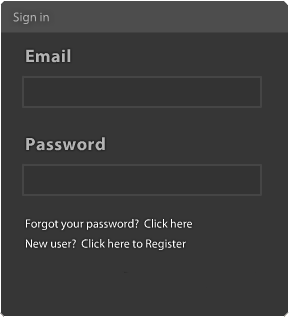 Sign in
Email
Password
Forgot your password? Click here
New user? Click here to Register